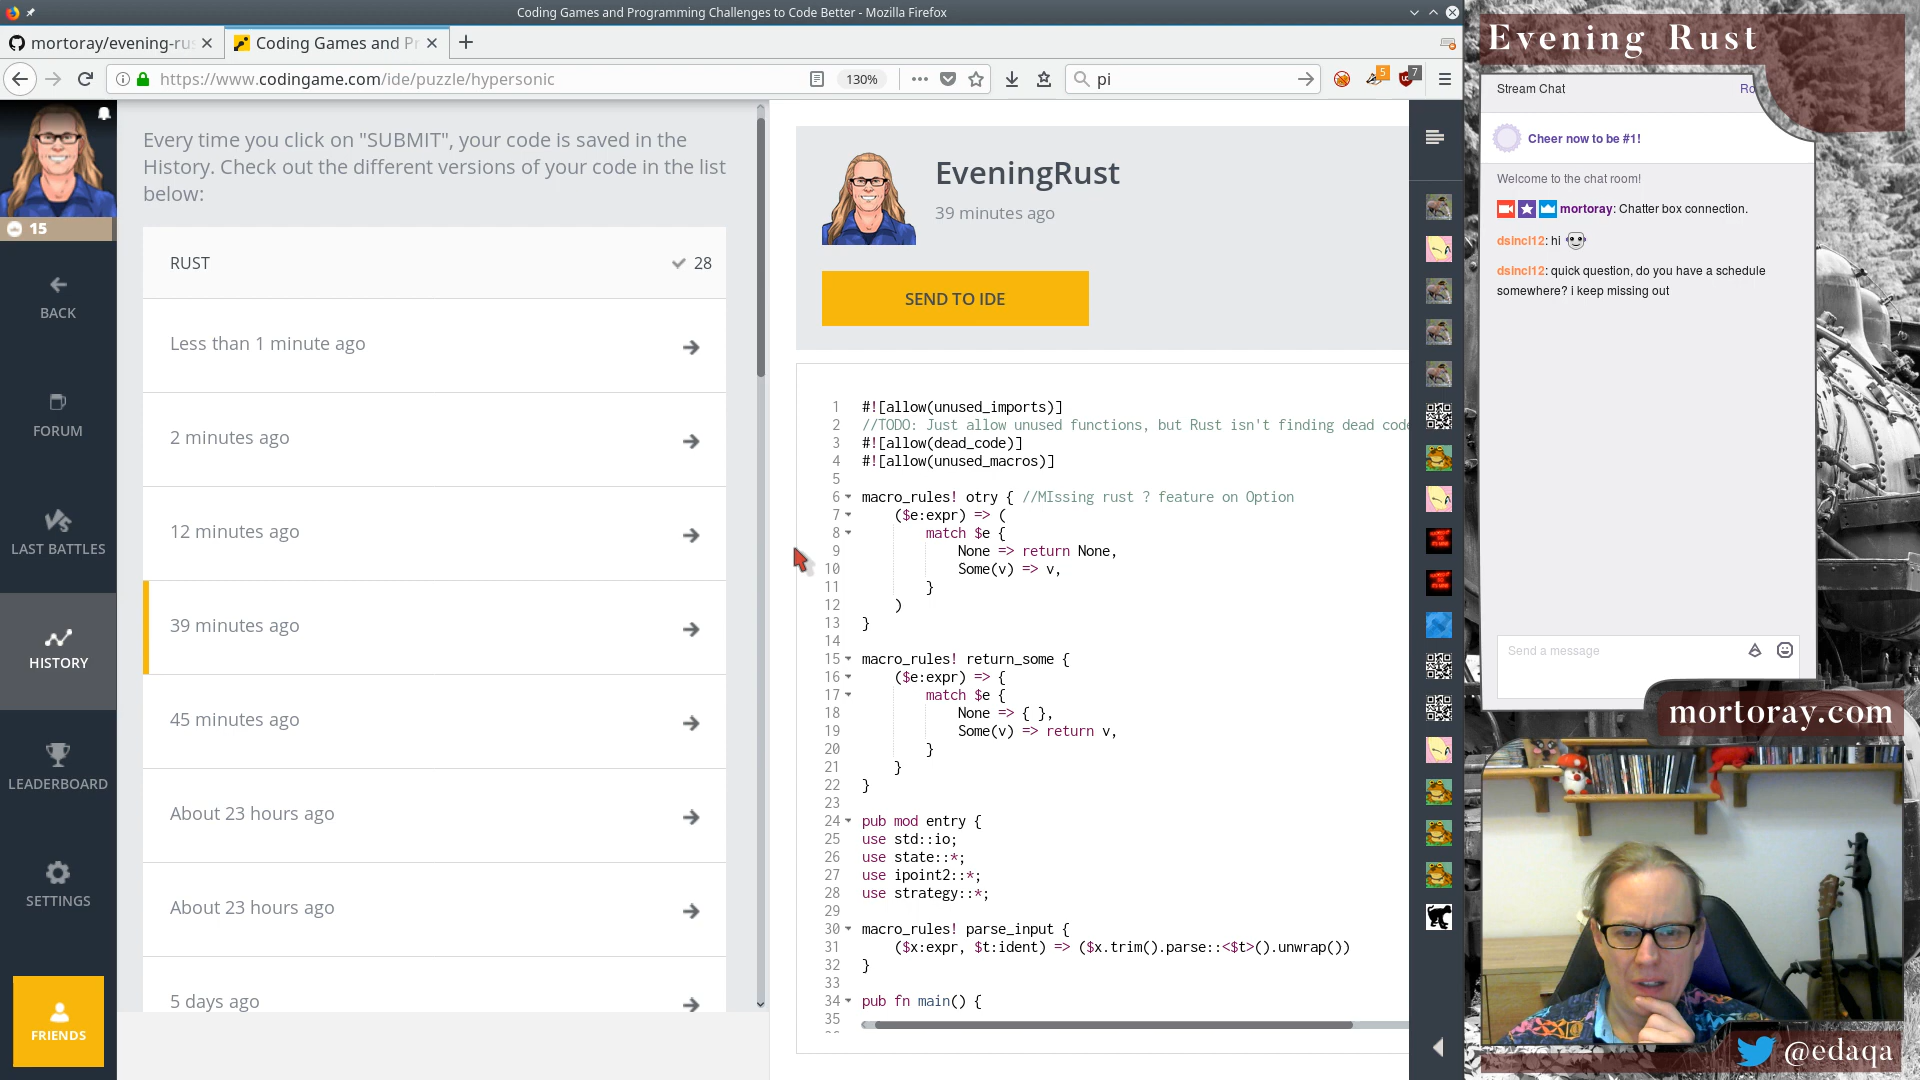 Coding Games and Programming Challenges to Code Better - Mozilla Firefox
mortoray/evening-rus
Coding Games and Pr
https://www.codingame.com/ide/puzzle/hypersonic
130%
pi
5
7
15
BACK
FORUM
LAST BATTLES
HISTORY
LEADERBOARD
SETTINGS
FRIENDS
Every time you click on "SUBMIT", your code is saved in the
History. Check out the different versions of your code in the list
below:
RUST
28
Less than 1 minute ago
2 minutes ago
12 minutes ago
39 minutes ago
45 minutes ago
About 23 hours ago
About 23 hours ago
5 days ago
EveningRust
39 minutes ago
SEND TO IDE
1 #![allow(unused_imports)]
2 //TODO: Just allow unused functions, but Rust isn't finding dead code
3 #![allow(dead_code)]
4 #![allow(unused_macros)]
5
6 macro_rules! otry { //MIssing rust ? feature on Option
7 ($e:expr) => (
8 match $e {
9 None => return None,
10 Some(v) => v,
11 }
12 )
13 }
14
15 macro_rules! return_some {
16 ($e:expr) => {
17 match $e {
18 None => { },
19 Some(v) => return v,
20 }
21 }
22 }
23
24 pub mod entry {
25 use std::io;
26 use state::*;
27 use ipoint2::*;
28 use strategy::*;
29
30 macro_rules! parse_input {
31 ($x:expr, $t:ident) => ($x.trim().parse::<$t>().unwrap())
32 }
33
34 pub fn main() {
35
Evening Rust
Stream Chat
Ro
Cheer now to be #1!
Welcome to the chat room!
mortoray: Chatter box connection.
dsincl12: hi
dsincl12: quick question, do you have a schedule
somewhere? i keep missing out
Send a message
mortoray.com
@edaqa